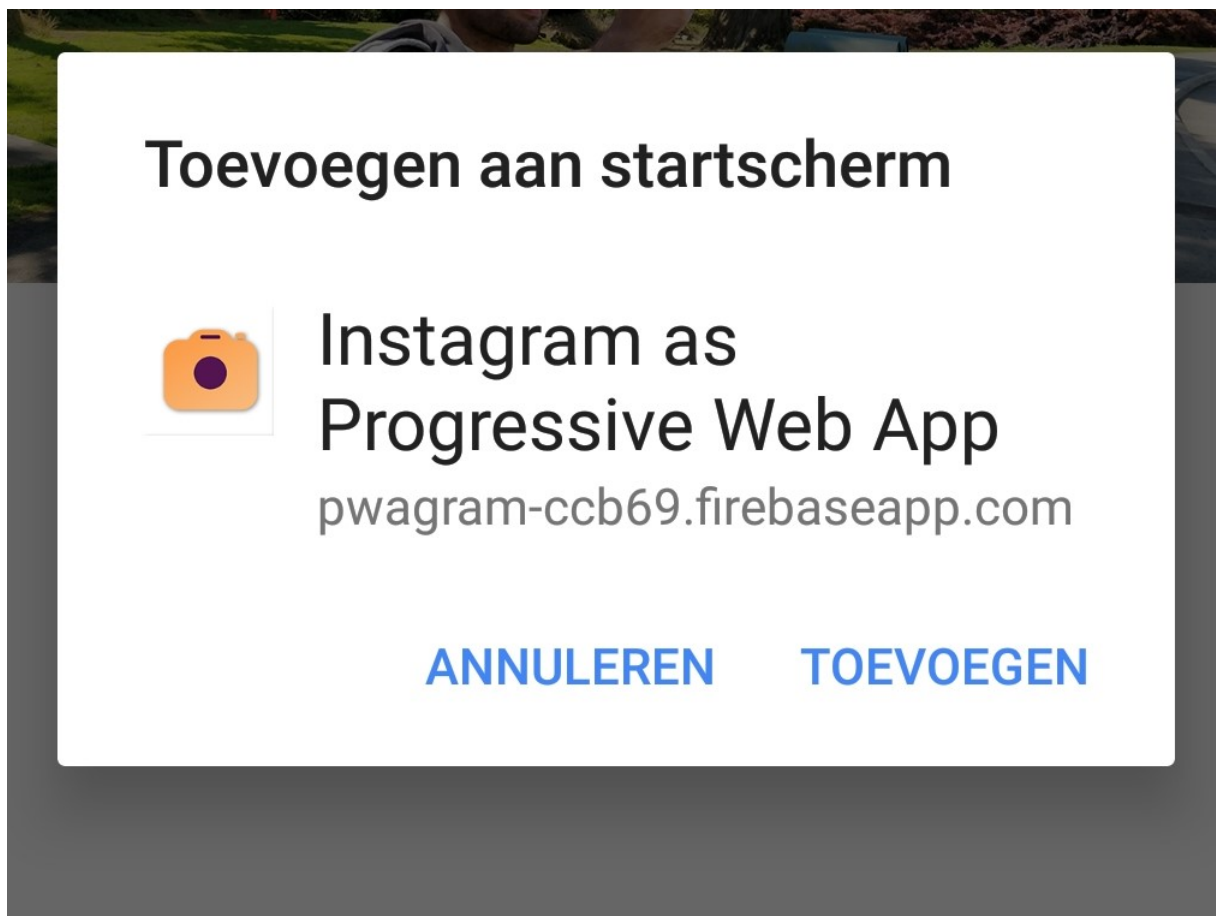 Toevoegen aan startscherm
Instagram as
Progressive Web App
pwagram-ccb69.firebaseapp.com
ANNULEREN TOEVOEGEN